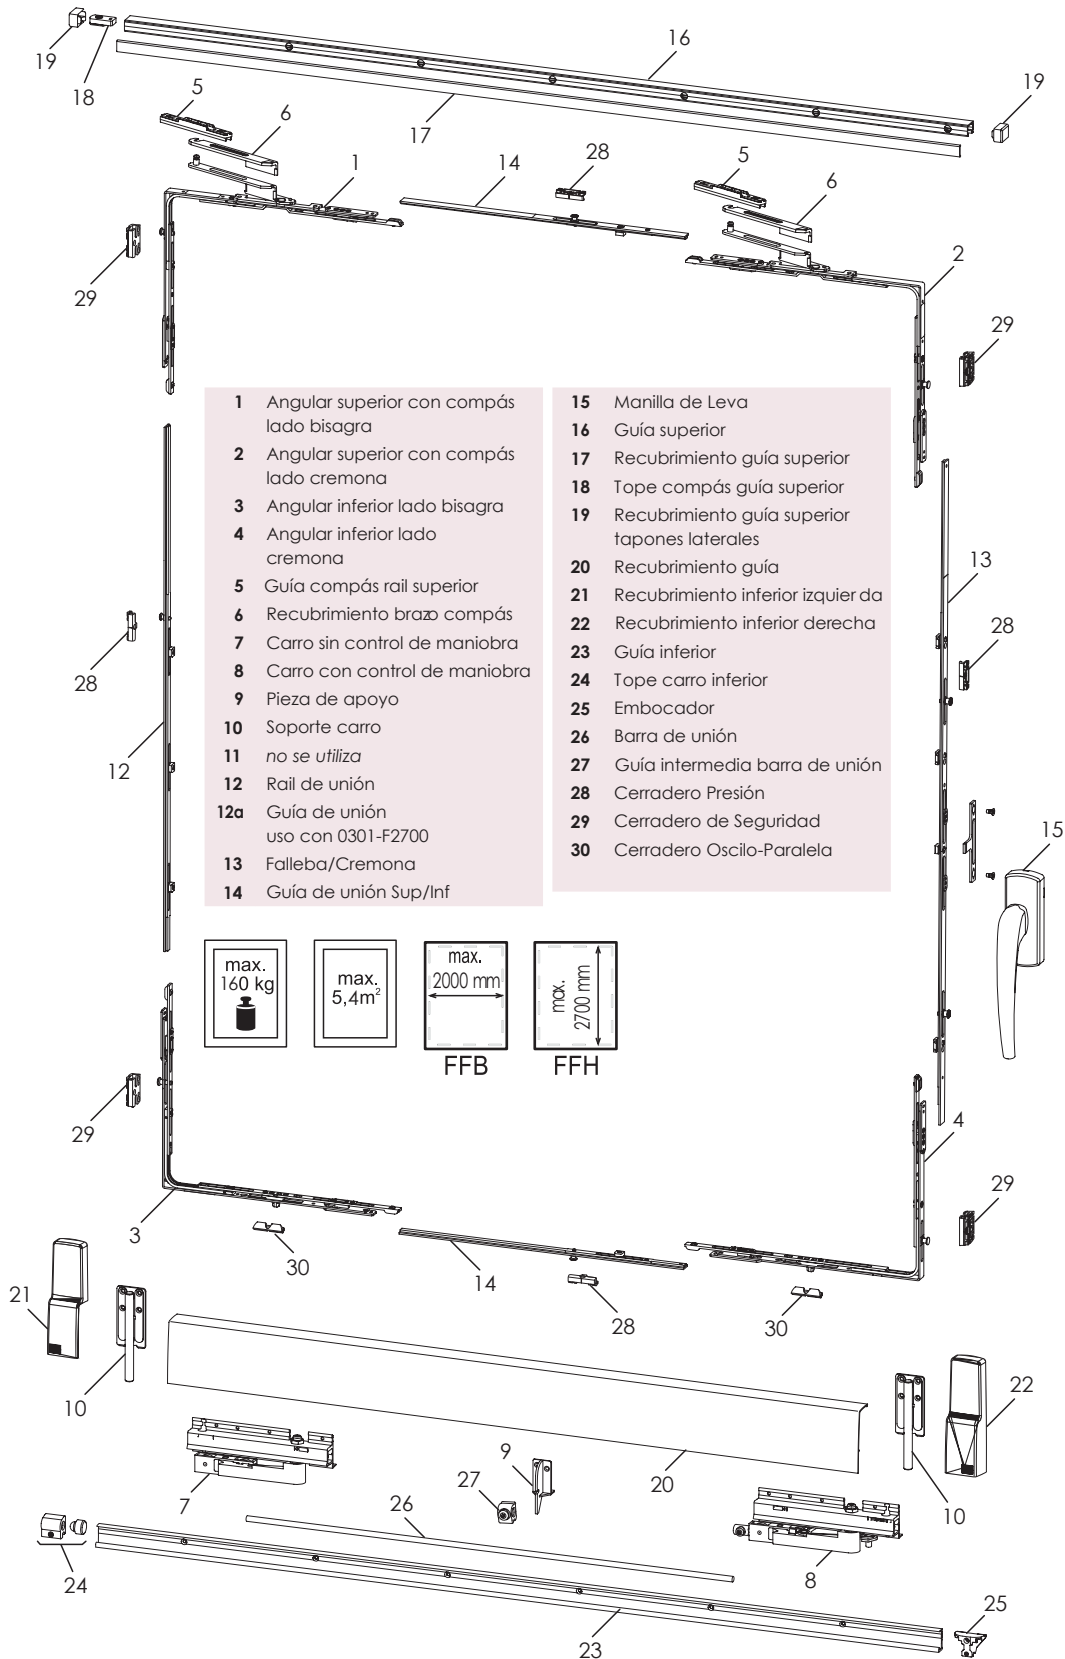 19
18
16
17
19
5
6
1
14
28
5
6
2
29
29
1 Angular superior con compás
lado bisagra
2 Angular superior con compás
lado cremona
3 Angular inferior lado bisagra
4 Angular inferior lado
cremona
5 Guía compás rail superior
6 Recubrimiento brazo compás
7 Carro sin control de maniobra
8 Carro con control de maniobra
9 Pieza de apoyo
10 Soporte carro
11 no se utiliza
12 Rail de unión
12a Guía de unión
uso con 0301-F2700
13 Falleba/Cremona
14 Guía de unión Sup/Inf
15 Manilla de Leva
16 Guía superior
17 Recubrimiento guía superior
18 Tope compás guía superior
19 Recubrimiento guía superior
tapones laterales
20 Recubrimiento guía
21 Recubrimiento inferior izquier da
22 Recubrimiento inferior derecha
23 Guía inferior
24 Tope carro inferior
25 Embocador
26 Barra de unión
27 Guía intermedia barra de unión
28 Cerradero Presión
29 Cerradero de Seguridad
30 Cerradero Oscilo-Paralela
13
28
28
12
15
max.
160 kg
max.
5,4m²
max.
2000 mm
FFB
max.
2700 mm
FFH
29
4
3
30
14
28
30
29
21
10
22
10
7
9
27
20
26
8
24
23
25